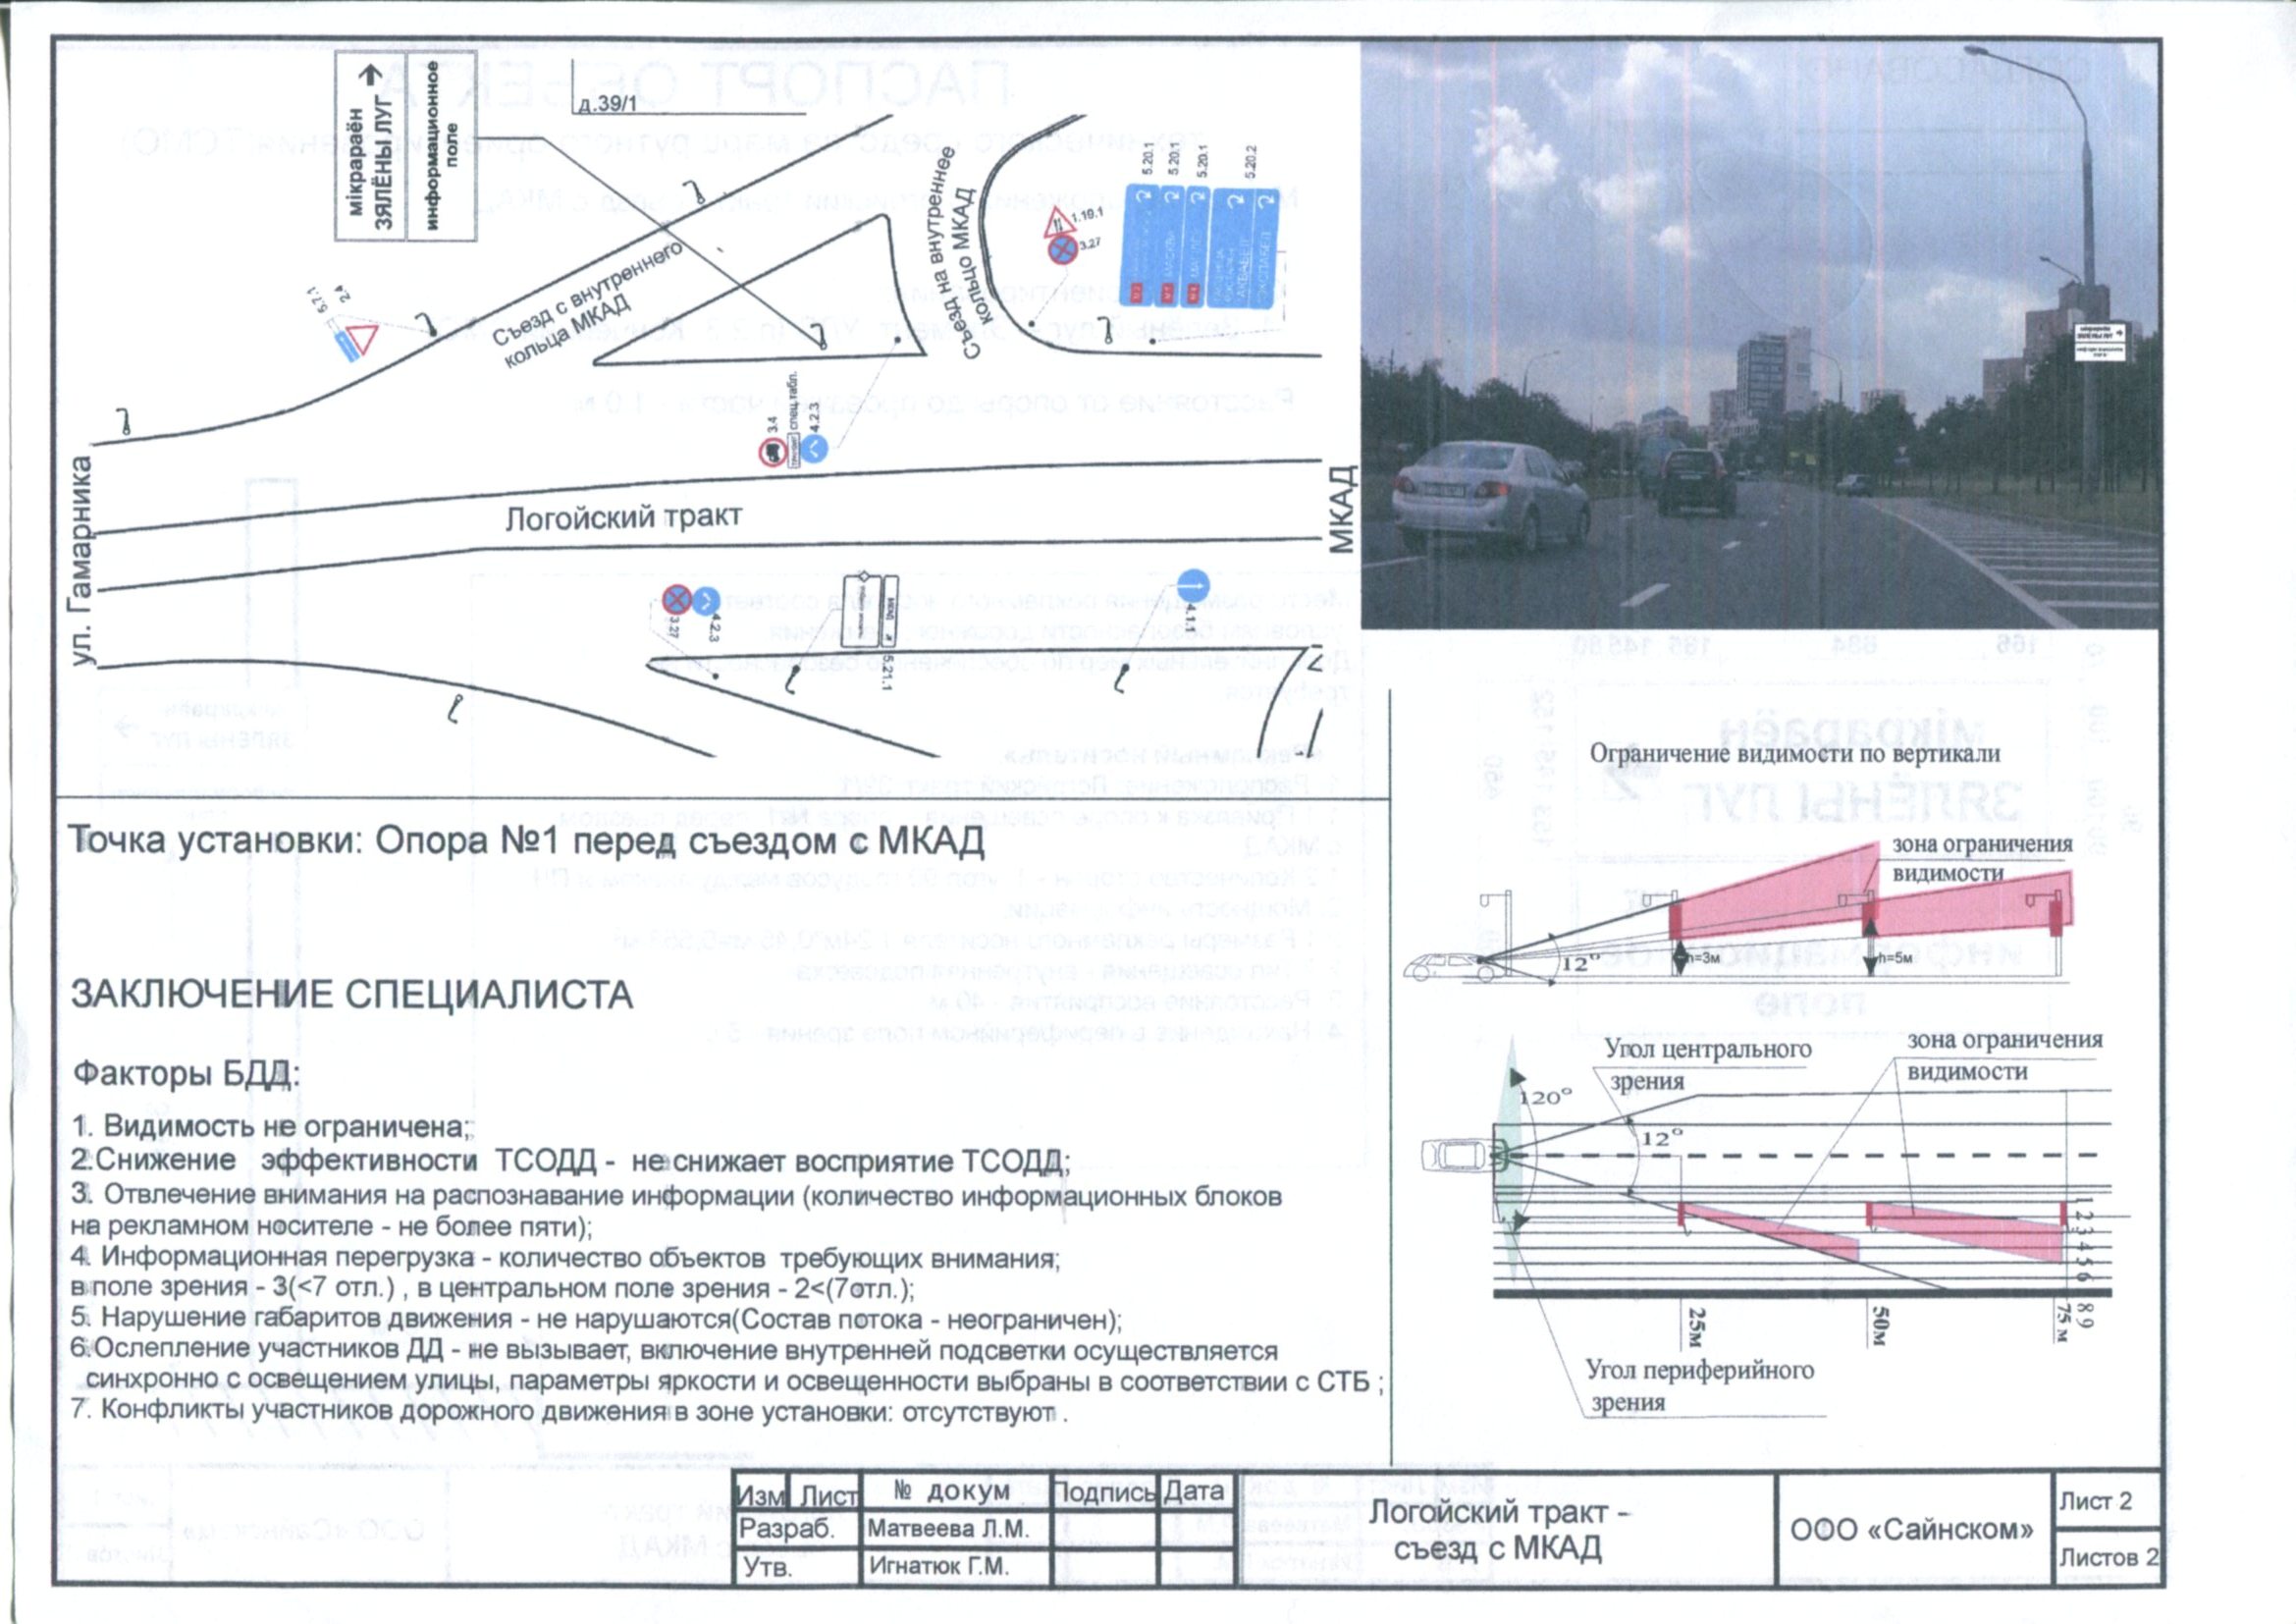 мікрараён
ЗЯЛЁНЫ ЛУГ
информационное
поле
д.39/1
5.7.1
2.4
Съезд с внутреннего
кольца МКАД
Съезд на внутреннее
кольцо МКАД
1.19.1
3.27
5.20.1
5.20.1
5.20.1
5.20.2
3.4
спец.табл.
4.2.3
ул. Гамарника
Логойский тракт
МКАД
3.27
4.2.3
5.21.1
4.1.1
Точка установки: Опора №1 перед съездом с МКАД
ЗАКЛЮЧЕНИЕ СПЕЦИАЛИСТА
Факторы БДД:
1. Видимость не ограничена;
2.Снижение эффективности ТСОДД - не снижает восприятие ТСОДД;
3. Отвлечение внимания на распознавание информации (количество информационных блоков
на рекламном носителе - не более пяти);
4. Информационная перегрузка - количество объектов требующих внимания;
в поле зрения - 3(<7 отл.) , в центральном поле зрения - 2<(7отл.);
5. Нарушение габаритов движения - не нарушаются(Состав потока - неограничен);
6.Ослепление участников ДД - не вызывает, включение внутренней подсветки осуществляется
синхронно с освещением улицы, параметры яркости и освещенности выбраны в соответствии с СТБ ;
7. Конфликты участников дорожного движения в зоне установки: отсутствуют .
Ограничение видимости по вертикали
зона ограничения
видимости
12°
h=3м
h=5м
Угол центрального
зрения
зона ограничения
видимости
120°
12°
1 2 3 4 5 6
8 9
25м
50м
75 м
Угол периферийного
зрения
Изм Лист № докум Подпись Дата
Разраб. Матвеева Л.М.
Утв. Игнатюк Г.М.
Логойский тракт -
съезд с МКАД
ООО «Сайнском»
Лист 2
Листов 2